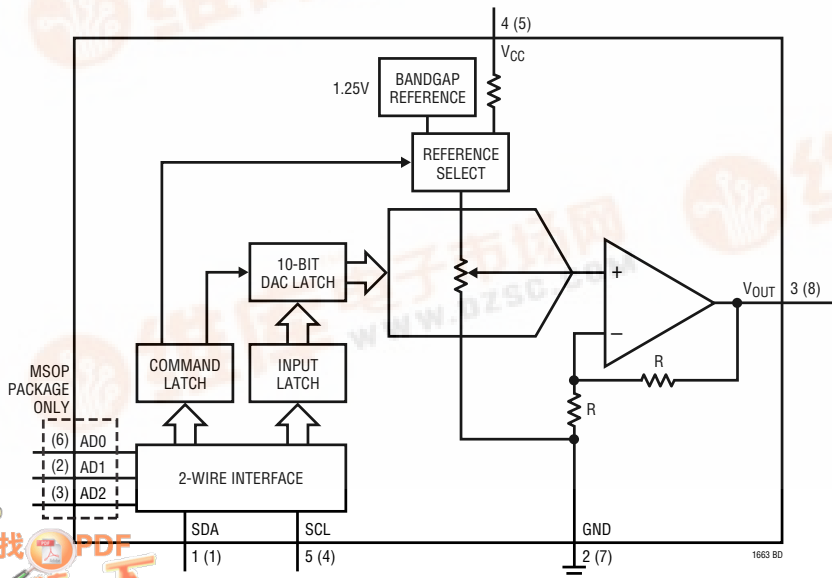 4 (5)
VCC
1.25V
BANDGAP
REFERENCE
REFERENCE
SELECT
10-BIT
DAC LATCH
+
–
VOUT
3 (8)
R
R
COMMAND
LATCH
INPUT
LATCH
MSOP
PACKAGE
ONLY
(6) AD0
(2) AD1
(3) AD2
2-WIRE INTERFACE
SDA
SCL
GND
1 (1)
5 (4)
2 (7)
1663 BD
WWW.DZSC.COM
找
PDF